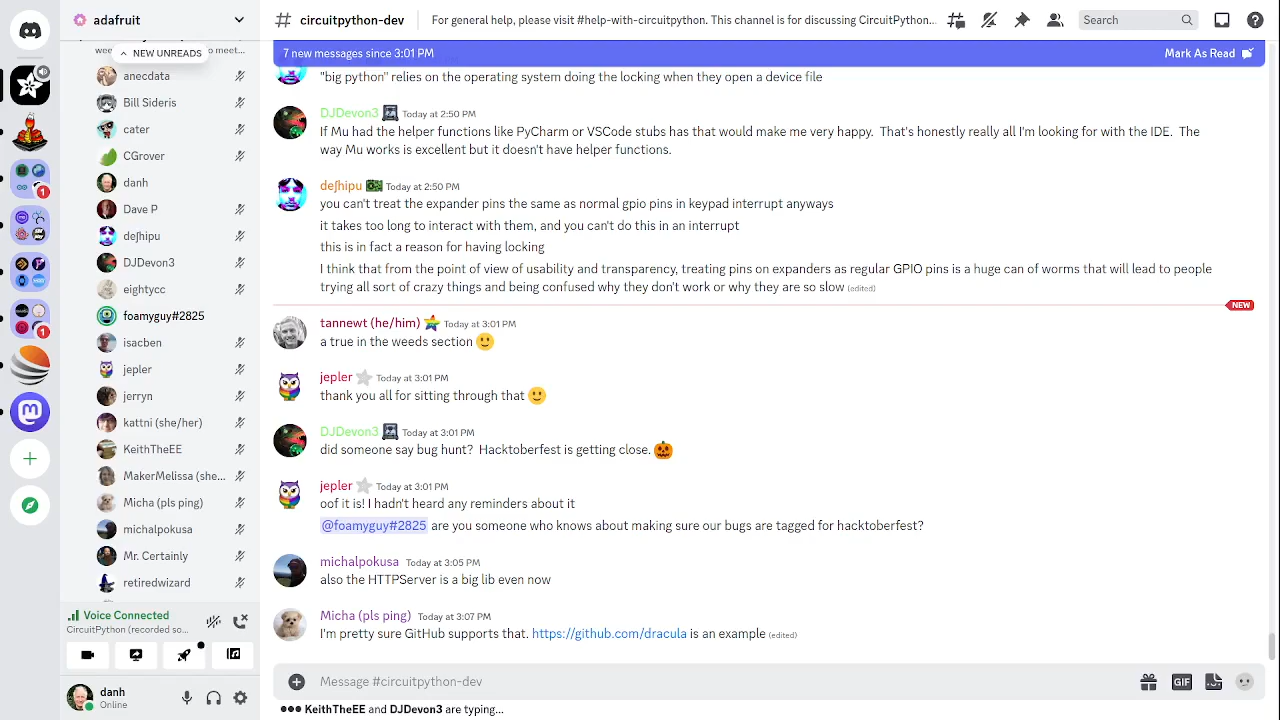 adafruit
wee
o meet...
NEW UNREADS
anecdata
Bill Sideris
cater
CGrover
danh
Dave P
deʃhipu
DJDevon3
eightycc
foamyguy#2825
isacben
jepler
jerryn
kattni (she/her)
KeithTheEE
MakerMelissa (she...
Micha (pls ping)
michalpokusa
Mr. Certainly
retiredwizard
Voice Connected
CircuitPython (recorded so...
danh
Online
1
1
# circuitpython-dev
For general help, please visit #help-with-circuitpython. This channel is for discussing CircuitPython...
Search
7 new messages since 3:01 PM
Mark As Read
"big python" relies on the operating system doing the locking when they open a device file
DJDevon3 Today at 2:50 PM
If Mu had the helper functions like PyCharm or VSCode stubs has that would make me very happy. That's honestly really all I'm looking for with the IDE. The
way Mu works is excellent but it doesn't have helper functions.
deʃhipu Today at 2:50 PM
you can't treat the expander pins the same as normal gpio pins in keypad interrupt anyways
it takes too long to interact with them, and you can't do this in an interrupt
this is in fact a reason for having locking
I think that from the point of view of usability and transparency, treating pins on expanders as regular GPIO pins is a huge can of worms that will lead to people
trying all sort of crazy things and being confused why they don't work or why they are so slow (edited)
NEW
tannewt (he/him) Today at 3:01 PM
a true in the weeds section 🙂
jepler Today at 3:01 PM
thank you all for sitting through that 🙂
DJDevon3 Today at 3:01 PM
did someone say bug hunt? Hacktoberfest is getting close. 🎃
jepler Today at 3:01 PM
oof it is! I hadn't heard any reminders about it
@foamyguy#2825 are you someone who knows about making sure our bugs are tagged for hacktoberfest?
michalpokusa Today at 3:05 PM
also the HTTPServer is a big lib even now
Micha (pls ping) Today at 3:07 PM
I'm pretty sure GitHub supports that. https://github.com/dracula is an example (edited)
Message #circuitpython-dev
GIF
KeithTheEE and DJDevon3 are typing...